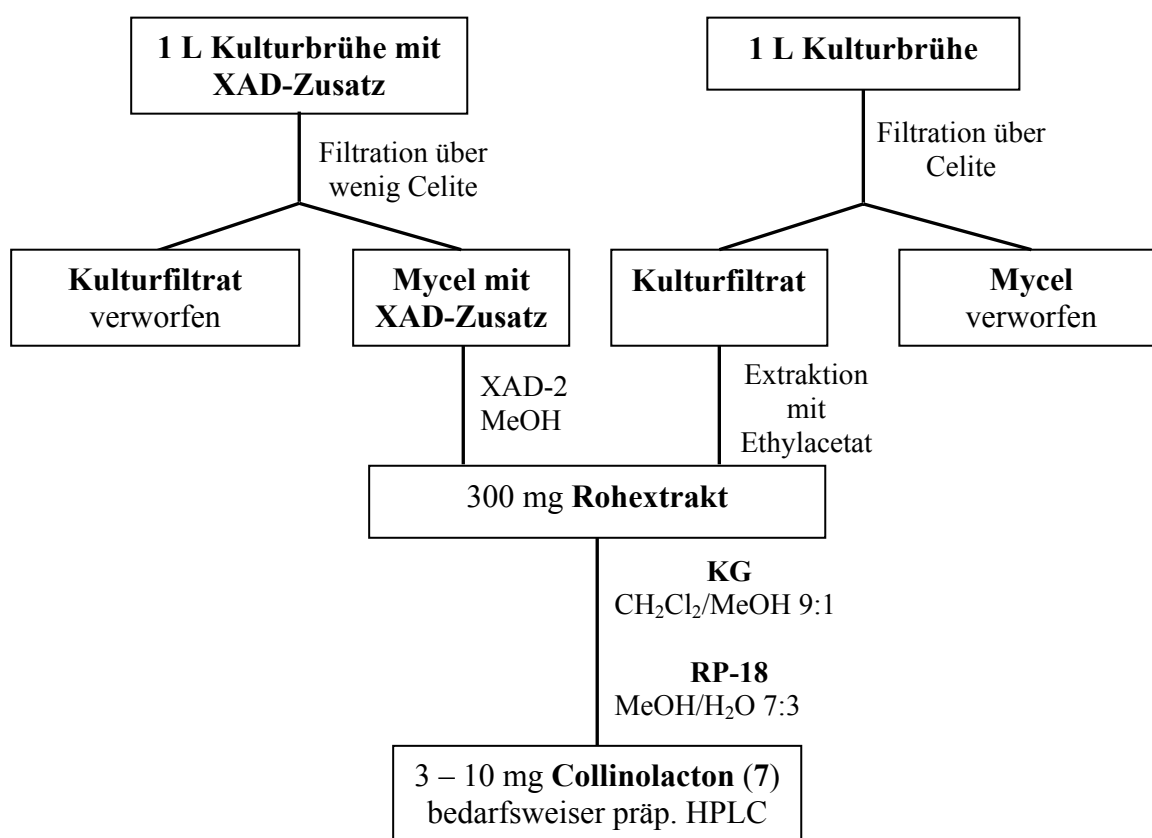 1 L Kulturbrühe mit
XAD-Zusatz
1 L Kulturbrühe
Filtration über
wenig Celite
Filtration über
Celite
Kulturfiltrat
verworfen
Mycel mit
XAD-Zusatz
Kulturfiltrat
Mycel
verworfen
XAD-2
MeOH
Extraktion
mit
Ethylacetat
300 mg Rohextrakt
KG
CH₂Cl₂/MeOH 9:1
RP-18
MeOH/H₂O 7:3
3 – 10 mg Collinolacton (7)
bedarfsweiser präp. HPLC